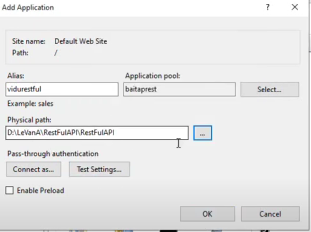 Add Application
? ×
Site name: Default Web Site
Path: /
Alias: Application pool:
vidurestful baitaprest Select...
Example: sales
Physical path:
D:\LeVanA\RestFulAPI\RestFulAPI ...
Pass-through authentication
Connect as... Test Settings...
Enable Preload
OK Cancel